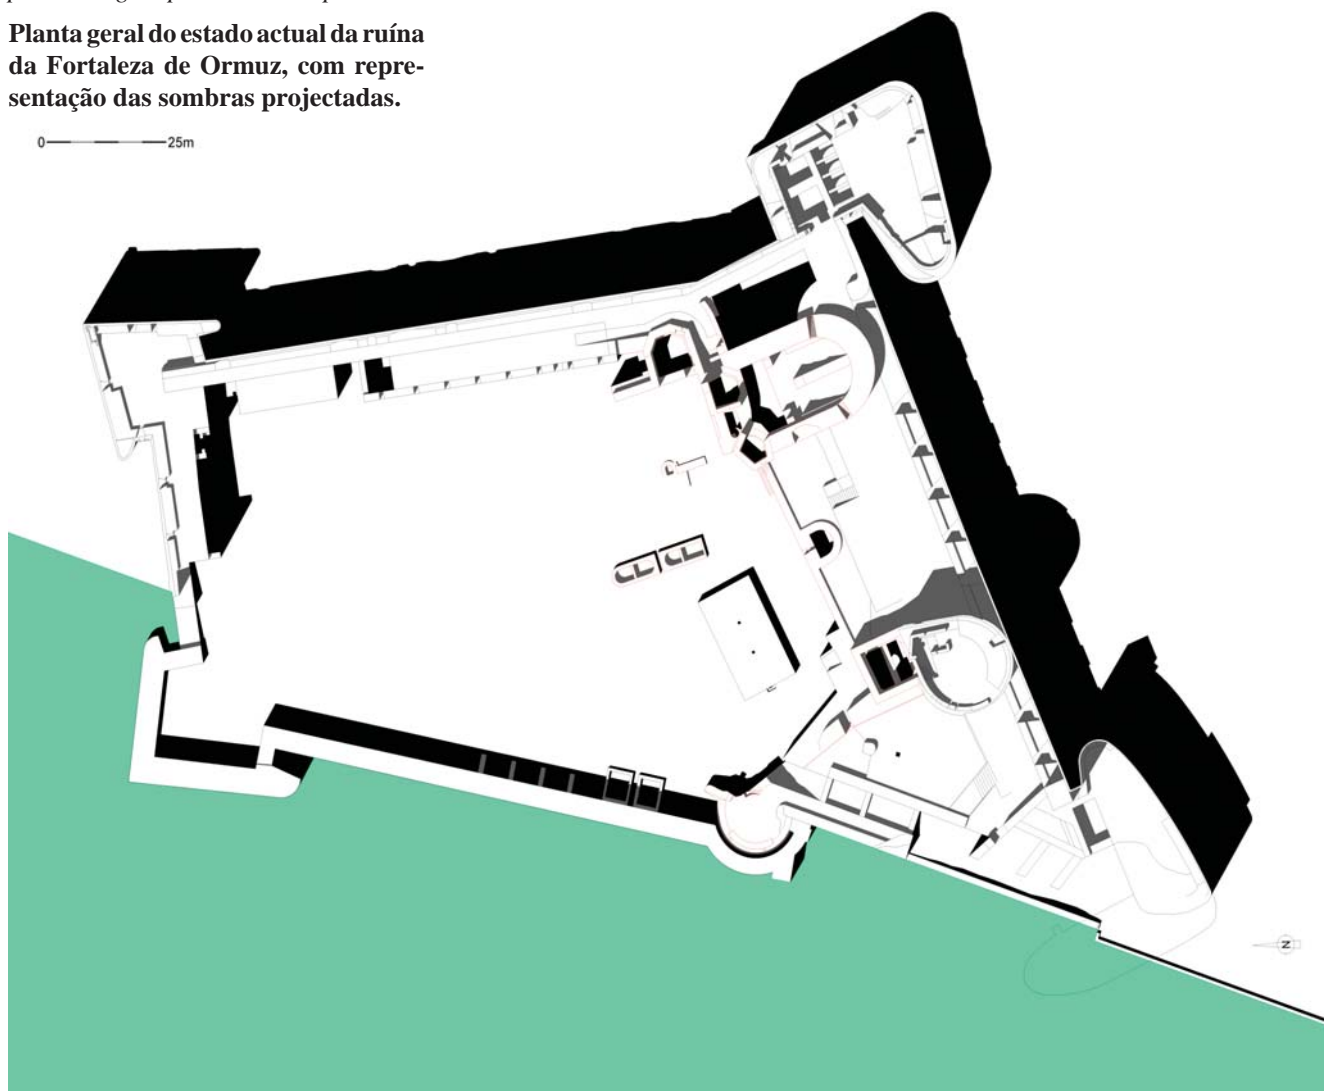 Planta geral do estado actual da ruína
da Fortaleza de Ormuz, com repre-
sentação das sombras projectadas.
0 25m
N